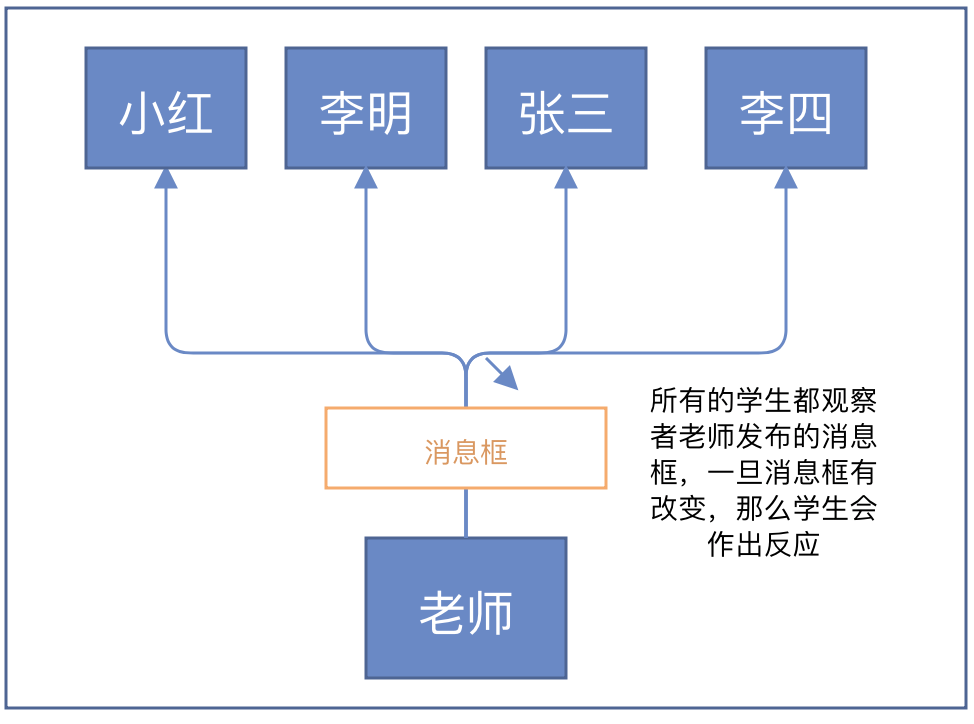 小红
李明
张三
李四
消息框
所有的学生都观察
者老师发布的消息
框，一旦消息框有
改变，那么学生会
作出反应
老师